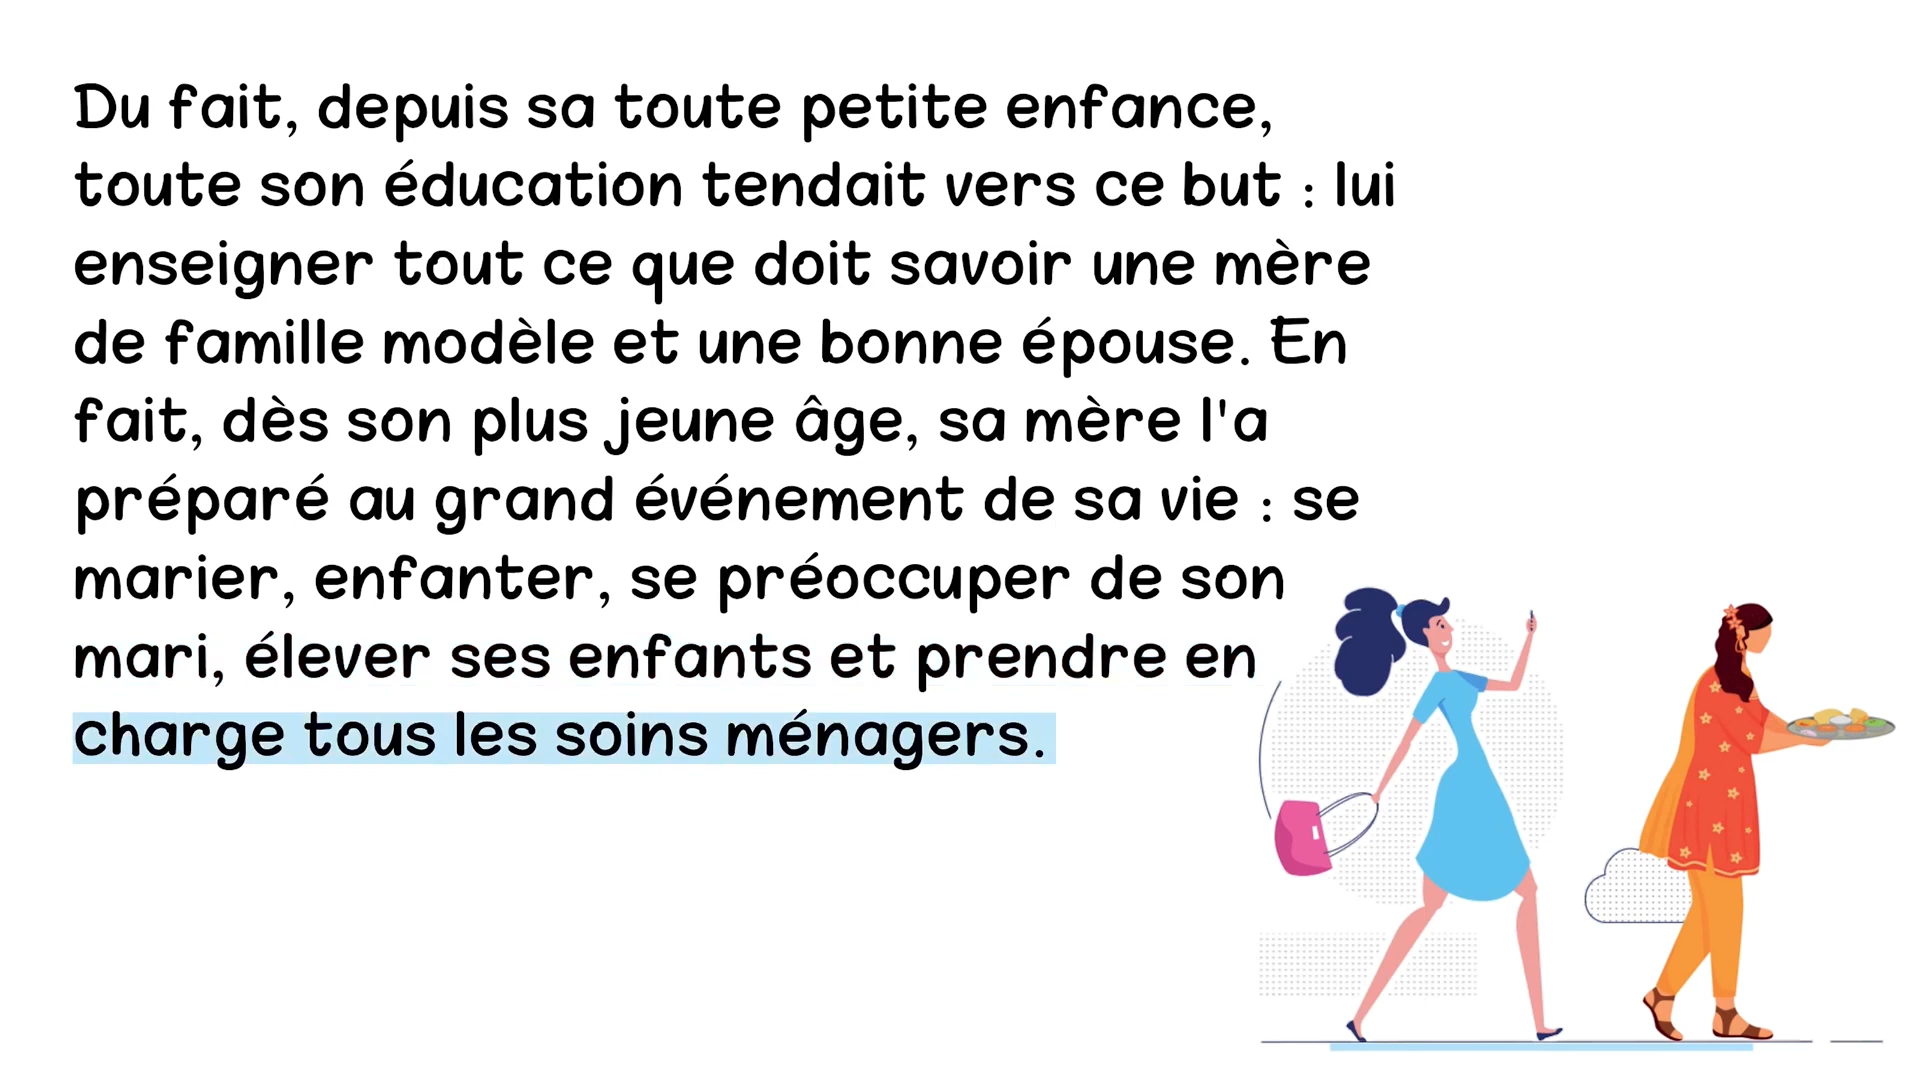 Du fait, depuis sa toute petite enfance,
toute son éducation tendait vers ce but : lui
enseigner tout ce que doit savoir une mère
de famille modèle et une bonne épouse. En
fait, dès son plus jeune âge, sa mère l'a
préparé au grand événement de sa vie : se
marier, enfanter, se préoccuper de son
mari, élever ses enfants et prendre en
charge tous les soins ménagers.